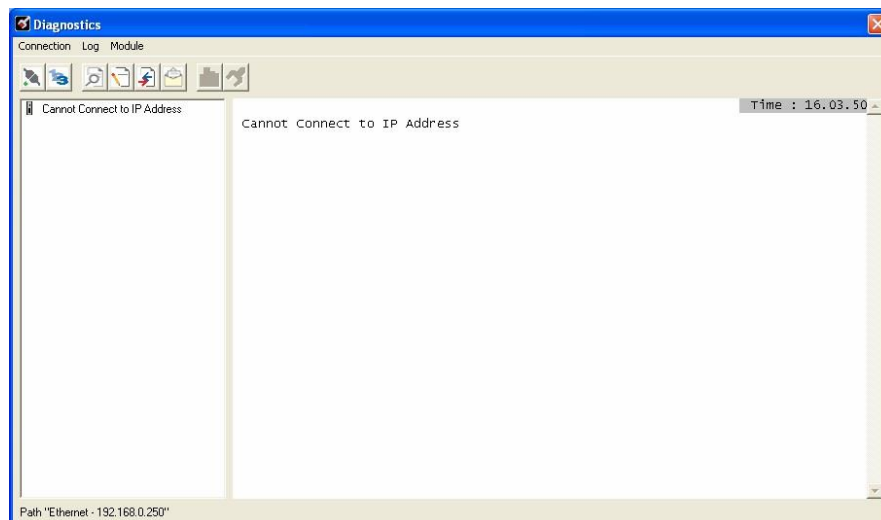 Diagnostics
Connection Log Module
Cannot Connect to IP Address
Time : 16.03.50
Cannot Connect to IP Address
Path "Ethernet - 192.168.0.250"